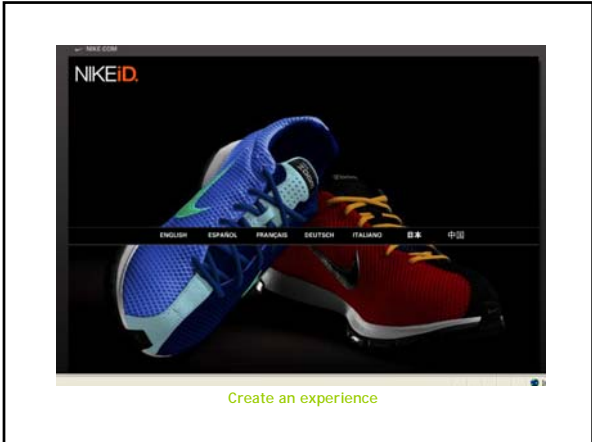 NIKE.COM
NIKEiD.
ENGLISH ESPAÑOL FRANÇAIS DEUTSCH ITALIANO 日本 中国
Create an experience